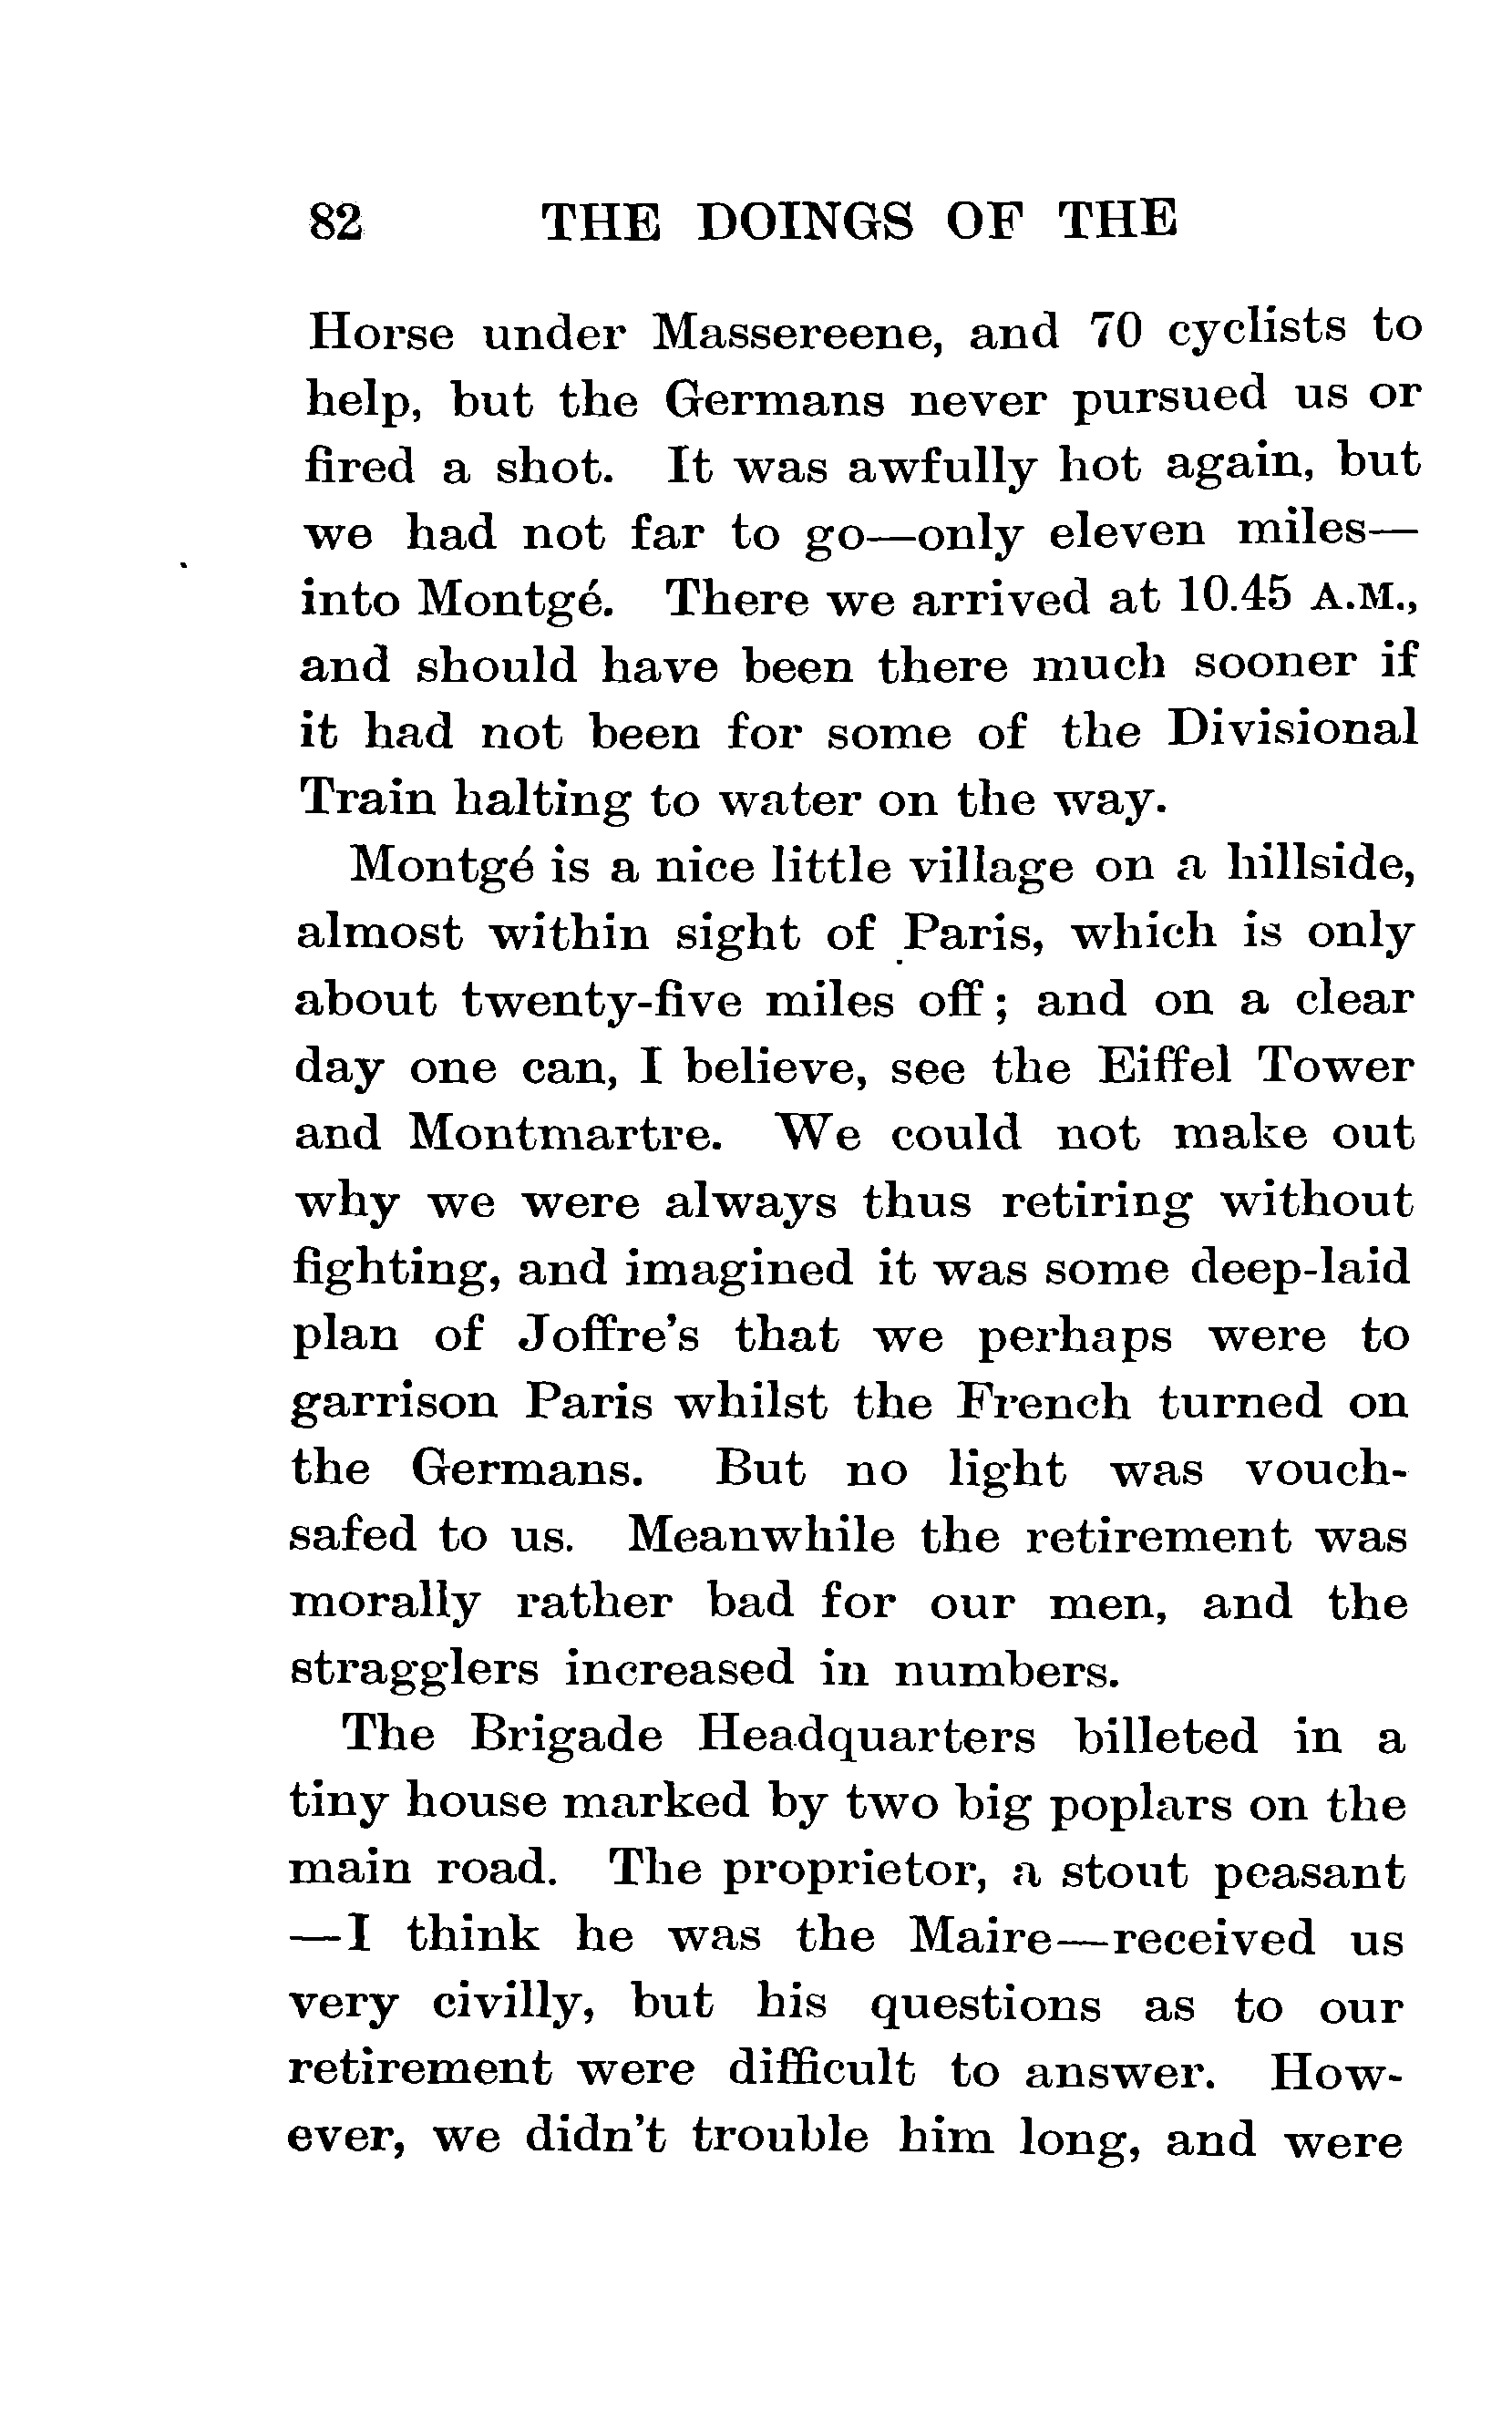 82 THE DOINGS OF THE
Horse under Massereene, and 70 cyclists to
help, but the Germans never pursued us or
fired a shot. It was awfully hot again, but
we had not far to go—only eleven miles—
into Montgé. There we arrived at 10.45 A.M.,
and should have been there much sooner if
it had not been for some of the Divisional
Train halting to water on the way.
Montgé is a nice little village on a hillside,
almost within sight of Paris, which is only
about twenty-five miles off; and on a clear
day one can, I believe, see the Eiffel Tower
and Montmartre. We could not make out
why we were always thus retiring without
fighting, and imagined it was some deep-laid
plan of Joffre's that we perhaps were to
garrison Paris whilst the French turned on
the Germans. But no light was vouch-
safed to us. Meanwhile the retirement was
morally rather bad for our men, and the
stragglers increased in numbers.
The Brigade Headquarters billeted in a
tiny house marked by two big poplars on the
main road. The proprietor, a stout peasant
—I think he was the Maire—received us
very civilly, but his questions as to our
retirement were difficult to answer. How-
ever, we didn't trouble him long, and were